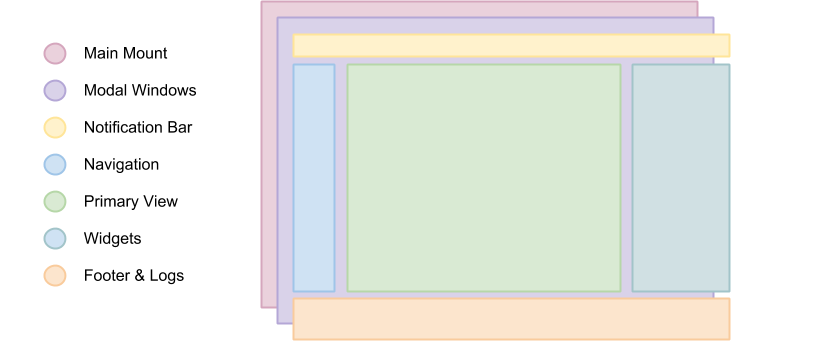 Main Mount
Modal Windows
Notification Bar
Navigation
Primary View
Widgets
Footer & Logs